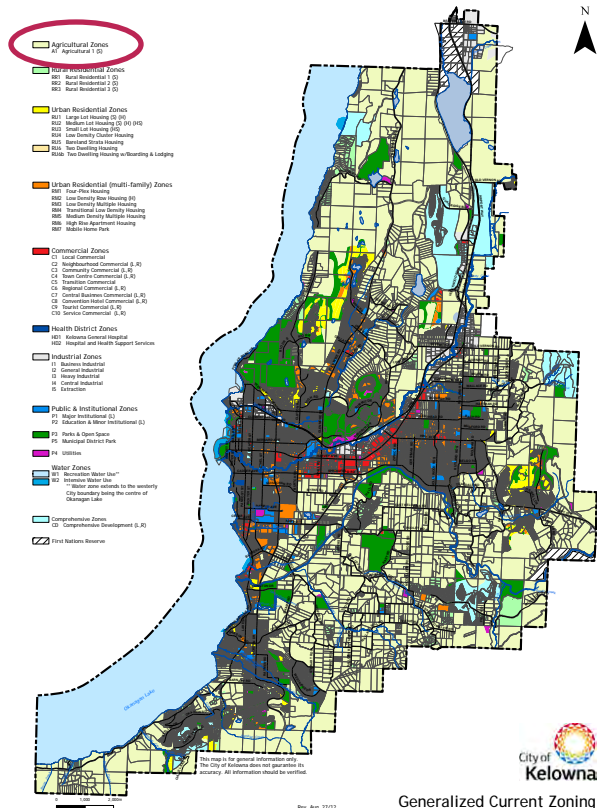 N
Agricultural Zones
A1 Agricultural 1 (S)
Rural Residential Zones
RR1 Rural Residential 1 (S)
RR2 Rural Residential 2 (S)
RR3 Rural Residential 3 (S)
Urban Residential Zones
RU1 Large Lot Housing (S) (H)
RU2 Medium Lot Housing (S) (H) (HS)
RU3 Small Lot Housing (HS)
RU4 Low Density Cluster Housing
RU5 Bareland Strata Housing
RU6 Two Dwelling Housing
RU6b Two Dwelling Housing w/Boarding & Lodging
Urban Residential (multi-family) Zones
RM1 Four-Plex Housing
RM2 Low Density Row Housing (H)
RM3 Low Density Multiple Housing
RM4 Transitional Low Density Housing
RM5 Medium Density Multiple Housing
RM6 High Rise Apartment Housing
RM7 Mobile Home Park
Commercial Zones
C1 Local Commercial
C2 Neighbourhood Commercial (L,R)
C3 Community Commercial (L,R)
C4 Town Centre Commercial (L,R)
C5 Transition Commercial
C6 Regional Commercial (L,R)
C7 Central Business Commercial (L,R)
C8 Convention Hotel Commercial (L,R)
C9 Tourist Commercial (L,R)
C10 Service Commercial (L,R)
Health District Zones
HD1 Kelowna General Hospital
HD2 Hospital and Health Support Services
Industrial Zones
I1 Business Industrial
I2 General Industrial
I3 Heavy Industrial
I4 Central Industrial
I5 Extraction
Public & Institutional Zones
P1 Major Institutional (L)
P2 Education & Minor Institutional (L)
P3 Parks & Open Space
P5 Municipal District Park
P4 Utilities
Water Zones
W1 Recreation Water Use**
W2 Intensive Water Use
** Water zone extends to the westerly
City boundary being the centre of
Okanagan Lake
Comprehensive Zones
CD Comprehensive Development (L,R)
First Nations Reserve
Okanagan Lake
This map is for general information only.
The City of Kelowna does not guarantee its
accuracy. All information should be verified.
City of
Kelowna
0 1,000 2,000m
Rev. Aug. 27/12
Generalized Current Zoning